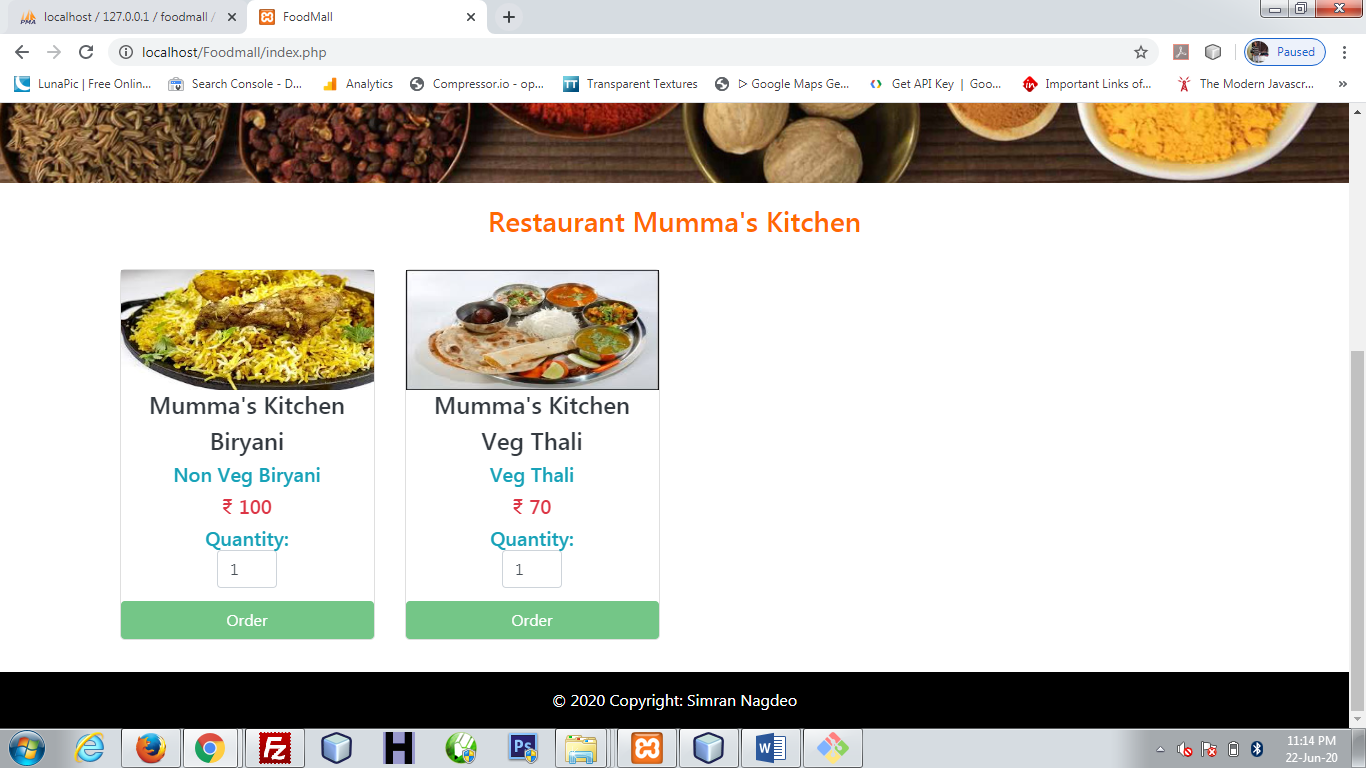 localhost / 127.0.0.1 / foodmall /
FoodMall
localhost/Foodmall/index.php
Paused
LunaPic | Free Onlin...
Search Console - D...
Analytics
Compressor.io - op...
Transparent Textures
ᐅ Google Maps Ge...
Get API Key | Goo...
Important Links of...
The Modern Javascr...
»
Restaurant Mumma's Kitchen
Mumma's Kitchen
Biryani
Non Veg Biryani
₹ 100
Quantity:
1
Order
Mumma's Kitchen
Veg Thali
Veg Thali
₹ 70
Quantity:
1
Order
© 2020 Copyright: Simran Nagdeo
11:14 PM
22-Jun-20